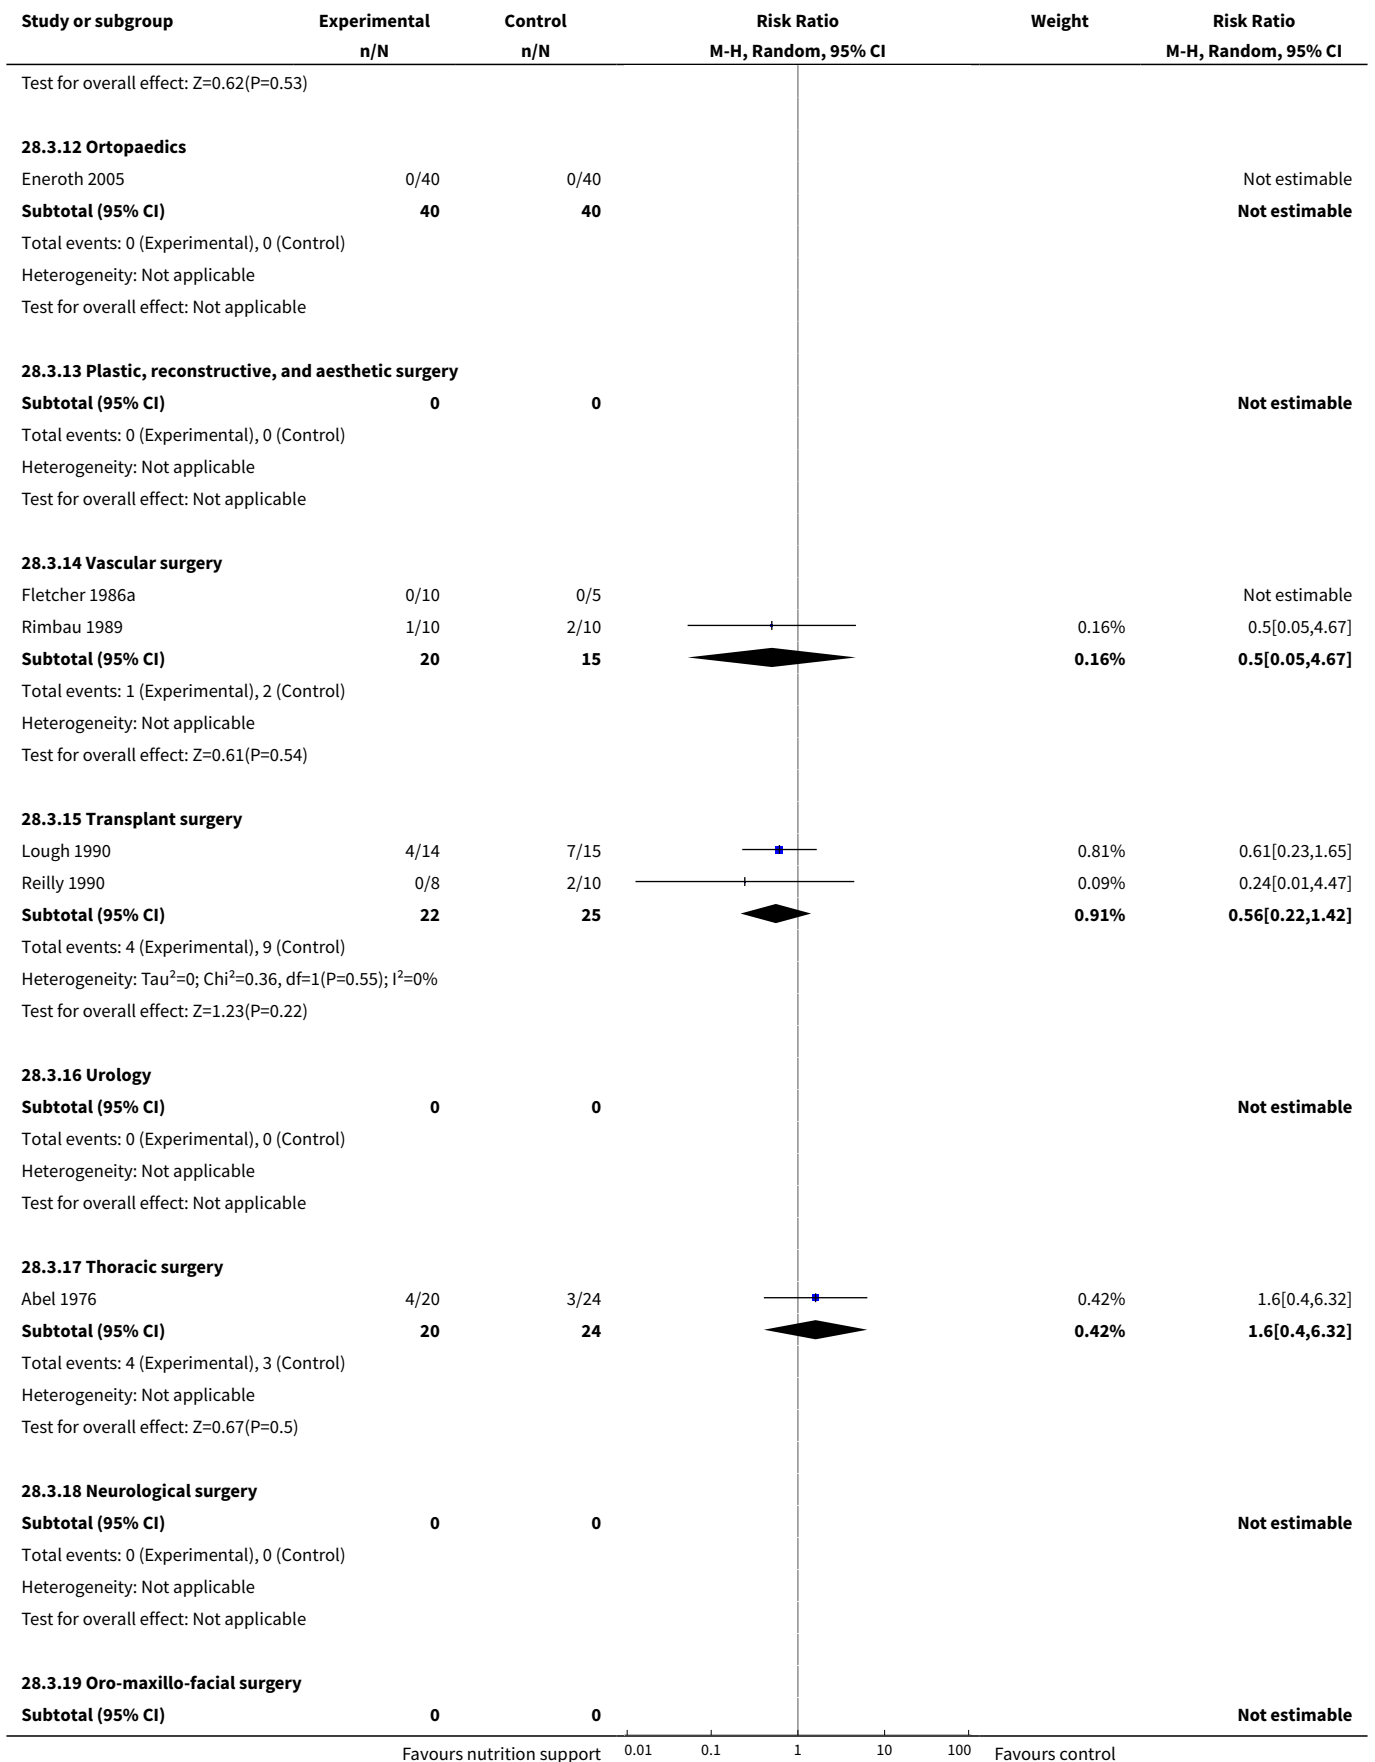 Study or subgroup Experimental Control Risk Ratio Weight Risk Ratio
n/N n/N M-H, Random, 95% CI M-H, Random, 95% CI
Test for overall effect: Z=0.62(P=0.53)
28.3.12 Ortopaedics
Eneroth 2005 0/40 0/40 Not estimable
Subtotal (95% CI) 40 40 Not estimable
Total events: 0 (Experimental), 0 (Control)
Heterogeneity: Not applicable
Test for overall effect: Not applicable
28.3.13 Plastic, reconstructive, and aesthetic surgery
Subtotal (95% CI) 0 0 Not estimable
Total events: 0 (Experimental), 0 (Control)
Heterogeneity: Not applicable
Test for overall effect: Not applicable
28.3.14 Vascular surgery
Fletcher 1986a 0/10 0/5 Not estimable
Rimbau 1989 1/10 2/10 0.16% 0.5[0.05,4.67]
Subtotal (95% CI) 20 15 0.16% 0.5[0.05,4.67]
Total events: 1 (Experimental), 2 (Control)
Heterogeneity: Not applicable
Test for overall effect: Z=0.61(P=0.54)
28.3.15 Transplant surgery
Lough 1990 4/14 7/15 0.81% 0.61[0.23,1.65]
Reilly 1990 0/8 2/10 0.09% 0.24[0.01,4.47]
Subtotal (95% CI) 22 25 0.91% 0.56[0.22,1.42]
Total events: 4 (Experimental), 9 (Control)
Heterogeneity: Tau²=0; Chi²=0.36, df=1(P=0.55); I²=0%
Test for overall effect: Z=1.23(P=0.22)
28.3.16 Urology
Subtotal (95% CI) 0 0 Not estimable
Total events: 0 (Experimental), 0 (Control)
Heterogeneity: Not applicable
Test for overall effect: Not applicable
28.3.17 Thoracic surgery
Abel 1976 4/20 3/24 0.42% 1.6[0.4,6.32]
Subtotal (95% CI) 20 24 0.42% 1.6[0.4,6.32]
Total events: 4 (Experimental), 3 (Control)
Heterogeneity: Not applicable
Test for overall effect: Z=0.67(P=0.5)
28.3.18 Neurological surgery
Subtotal (95% CI) 0 0 Not estimable
Total events: 0 (Experimental), 0 (Control)
Heterogeneity: Not applicable
Test for overall effect: Not applicable
28.3.19 Oro-maxillo-facial surgery
Subtotal (95% CI) 0 0 Not estimable
Favours nutrition support 0.01 0.1 1 10 100 Favours control